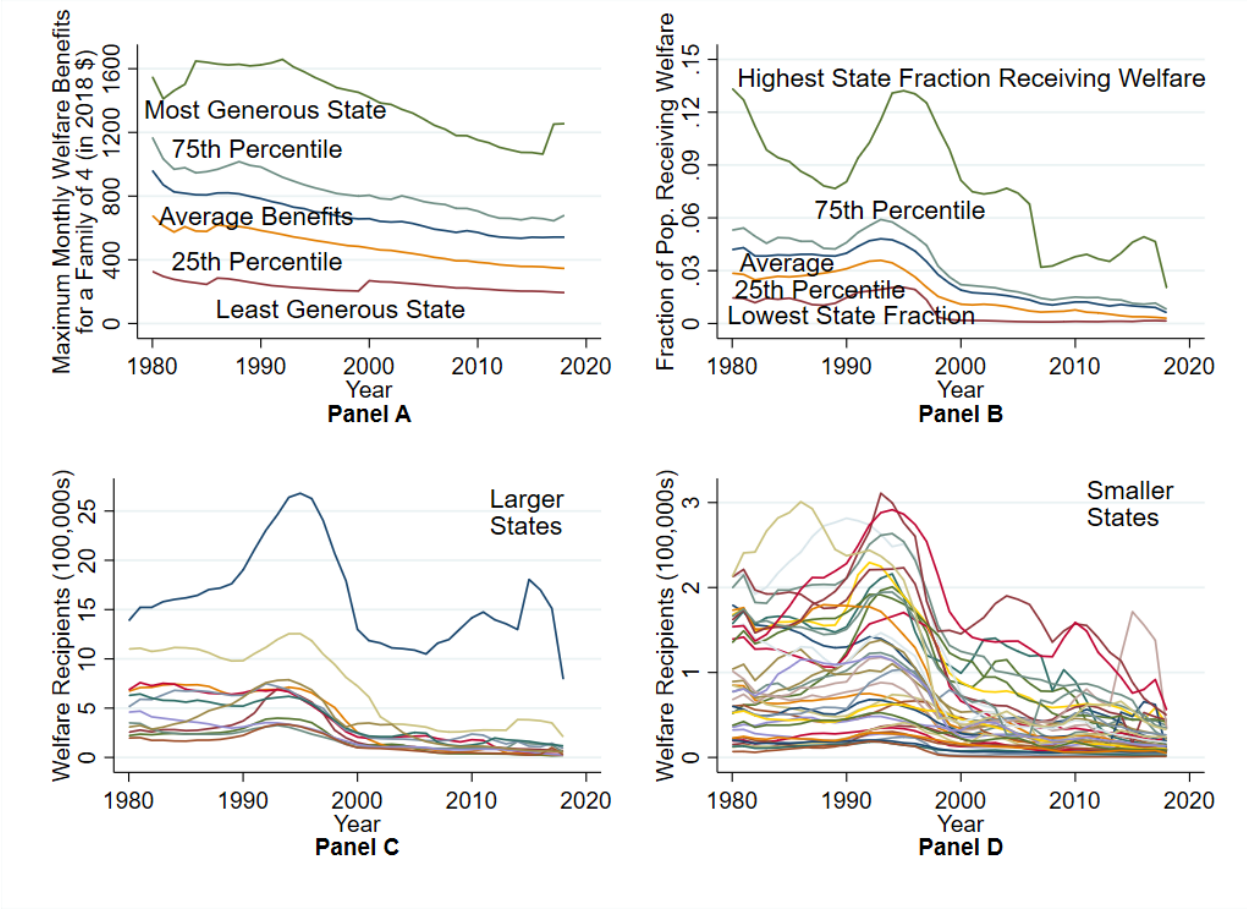 Maximum Monthly Welfare Benefits
for a Family of 4 (in 2018 $)
1600
1200
800
400
0
Most Generous State
75th Percentile
Average Benefits
25th Percentile
Least Generous State
1980 1990 2000 2010 2020
Year
Panel A
Fraction of Pop. Receiving Welfare
.15
.12
.09
.06
.03
0
Highest State Fraction Receiving Welfare
75th Percentile
Average
25th Percentile
Lowest State Fraction
1980 1990 2000 2010 2020
Year
Panel B
Welfare Recipients (100,000s)
25
20
15
10
5
0
Larger
States
1980 1990 2000 2010 2020
Year
Panel C
Welfare Recipients (100,000s)
3
2
1
0
Smaller
States
1980 1990 2000 2010 2020
Year
Panel D